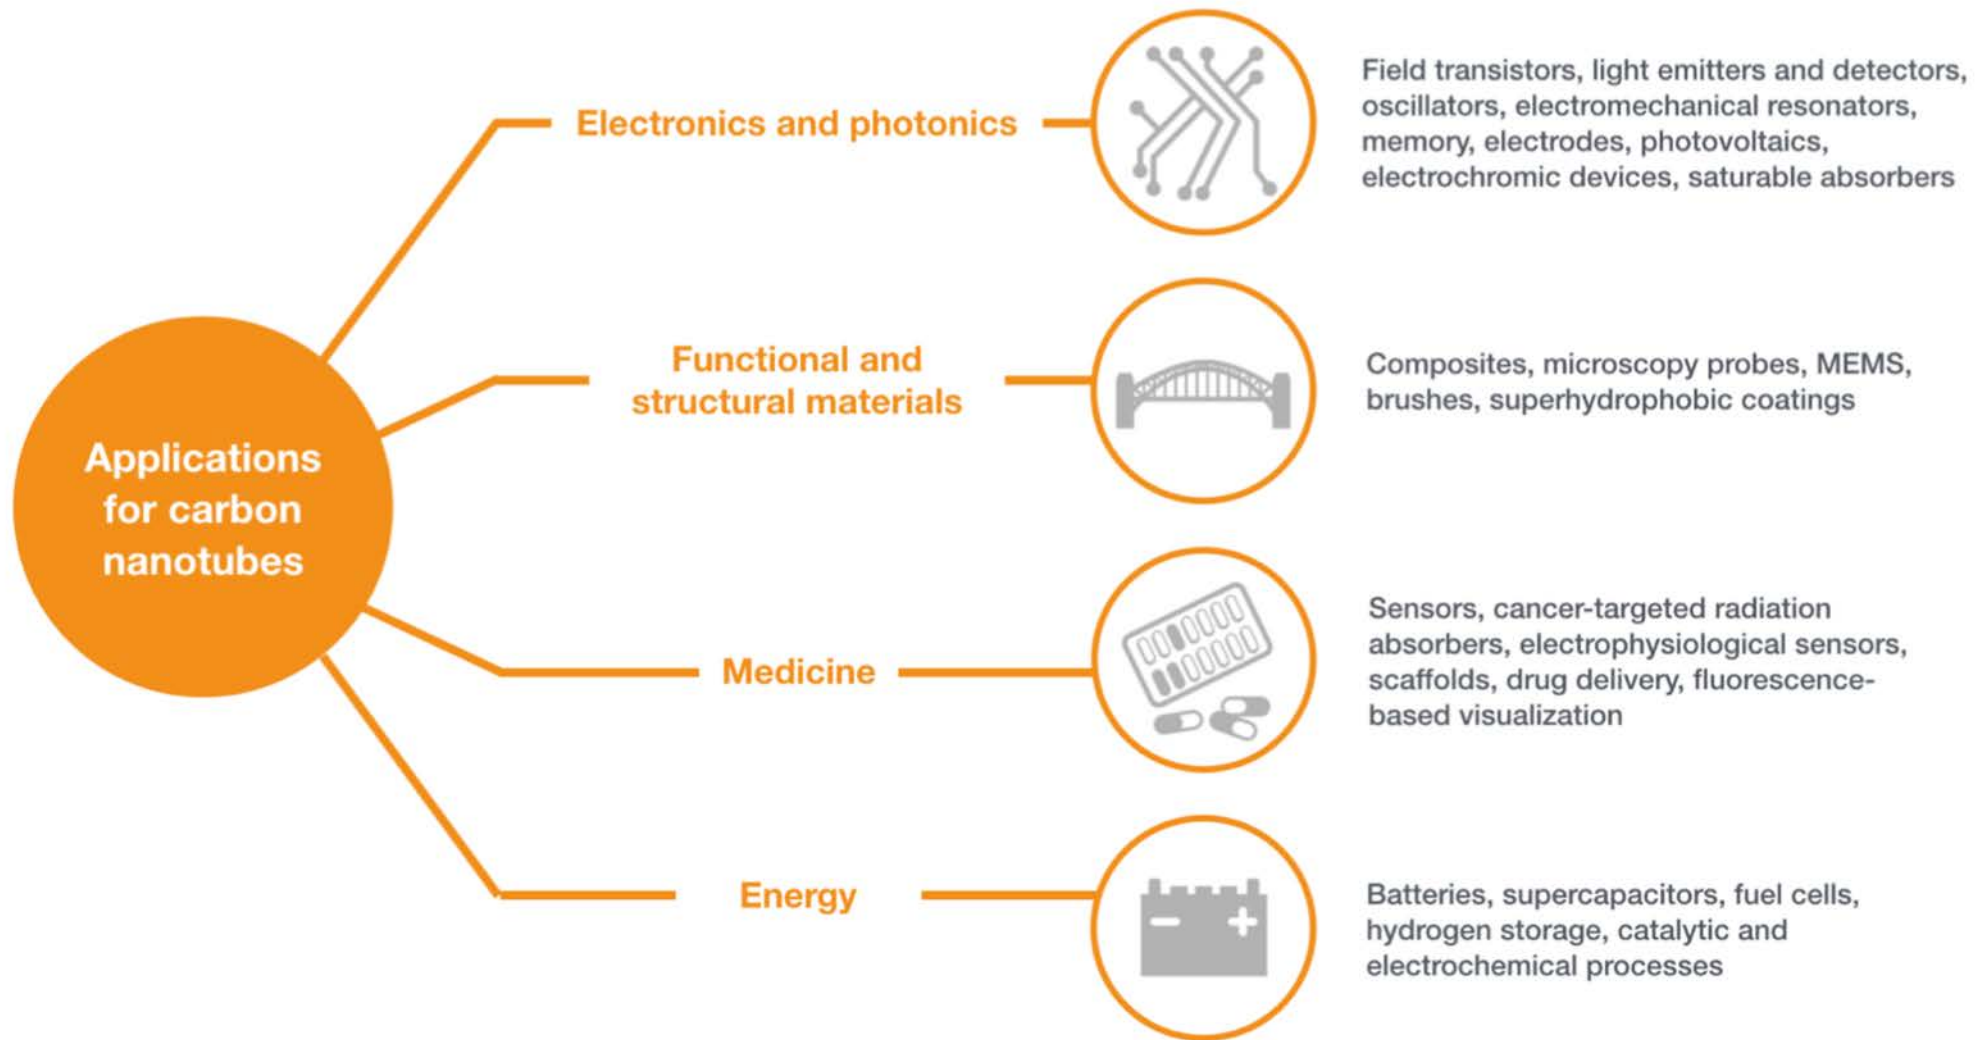 Applications
for carbon
nanotubes
Electronics and photonics
Field transistors, light emitters and detectors,
oscillators, electromechanical resonators,
memory, electrodes, photovoltaics,
electrochromic devices, saturable absorbers
Functional and
structural materials
Composites, microscopy probes, MEMS,
brushes, superhydrophobic coatings
Medicine
Sensors, cancer-targeted radiation
absorbers, electrophysiological sensors,
scaffolds, drug delivery, fluorescence-
based visualization
Energy
Batteries, supercapacitors, fuel cells,
hydrogen storage, catalytic and
electrochemical processes